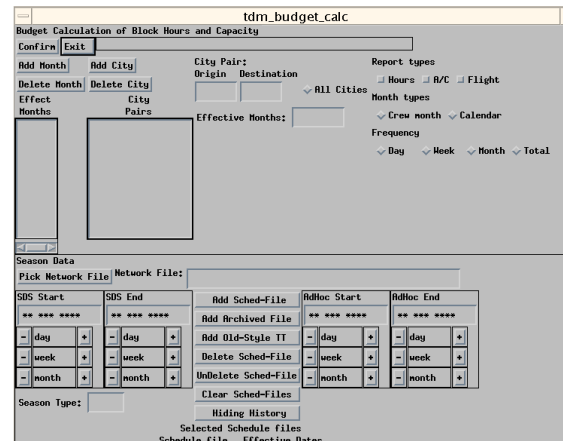 tdm_budget_calc
Budget Calculation of Block Hours and Capacity
Confirm Exit
Add Month Add City
Delete Month Delete City
Effect Months
City Pairs
City Pair:
Origin Destination
All Cities
Effective Months:
Report types
Hours A/C Flight
Month types
Crew month Calendar
Frequency
Day Week Month Total
Season Data
Pick Network File Network File:
SDS Start SDS End Add Sched-File AdHoc Start AdHoc End
** *** **** ** *** **** Add Archived File ** *** **** ** *** ****
- day + - day + Add Old-Style TT - day + - day +
- week + - week + Delete Sched-File - week + - week +
- month + - month + UnDelete Sched-File - month + - month +
Season Type: Clear Sched-Files
Hiding History
Selected Schedule files
Schedule file Effective Dates